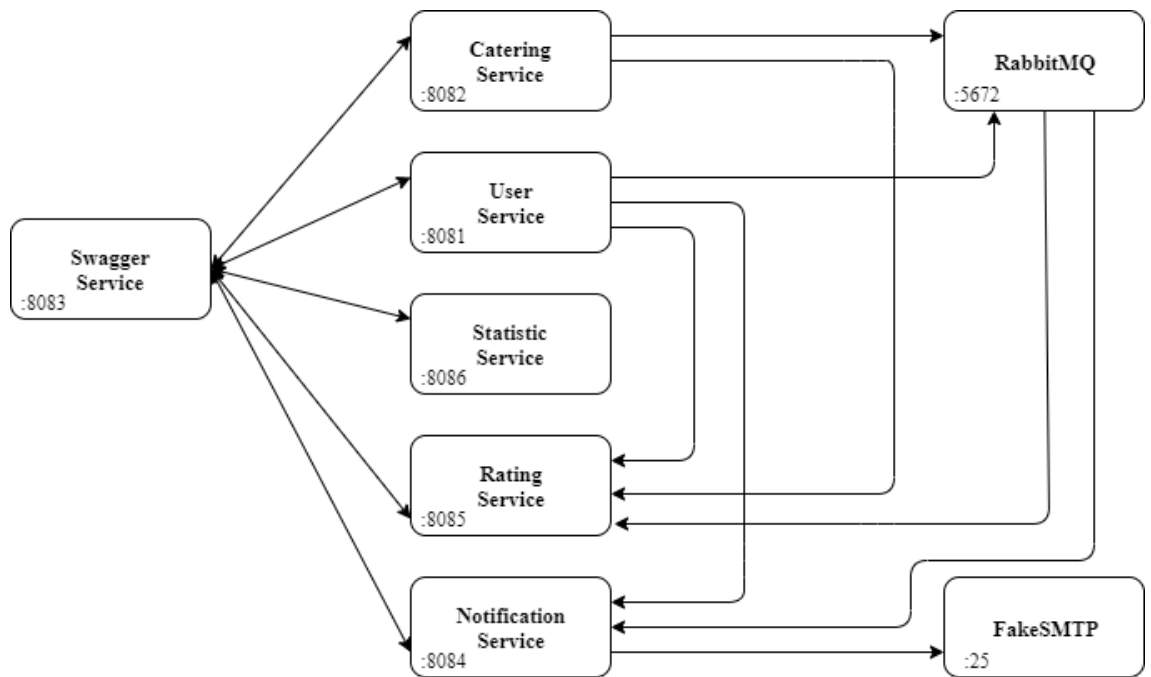 Catering
Service
:8082
RabbitMQ
:5672
User
Service
:8081
Swagger
Service
:8083
Statistic
Service
:8086
Rating
Service
:8085
Notification
Service
:8084
FakeSMTP
:25